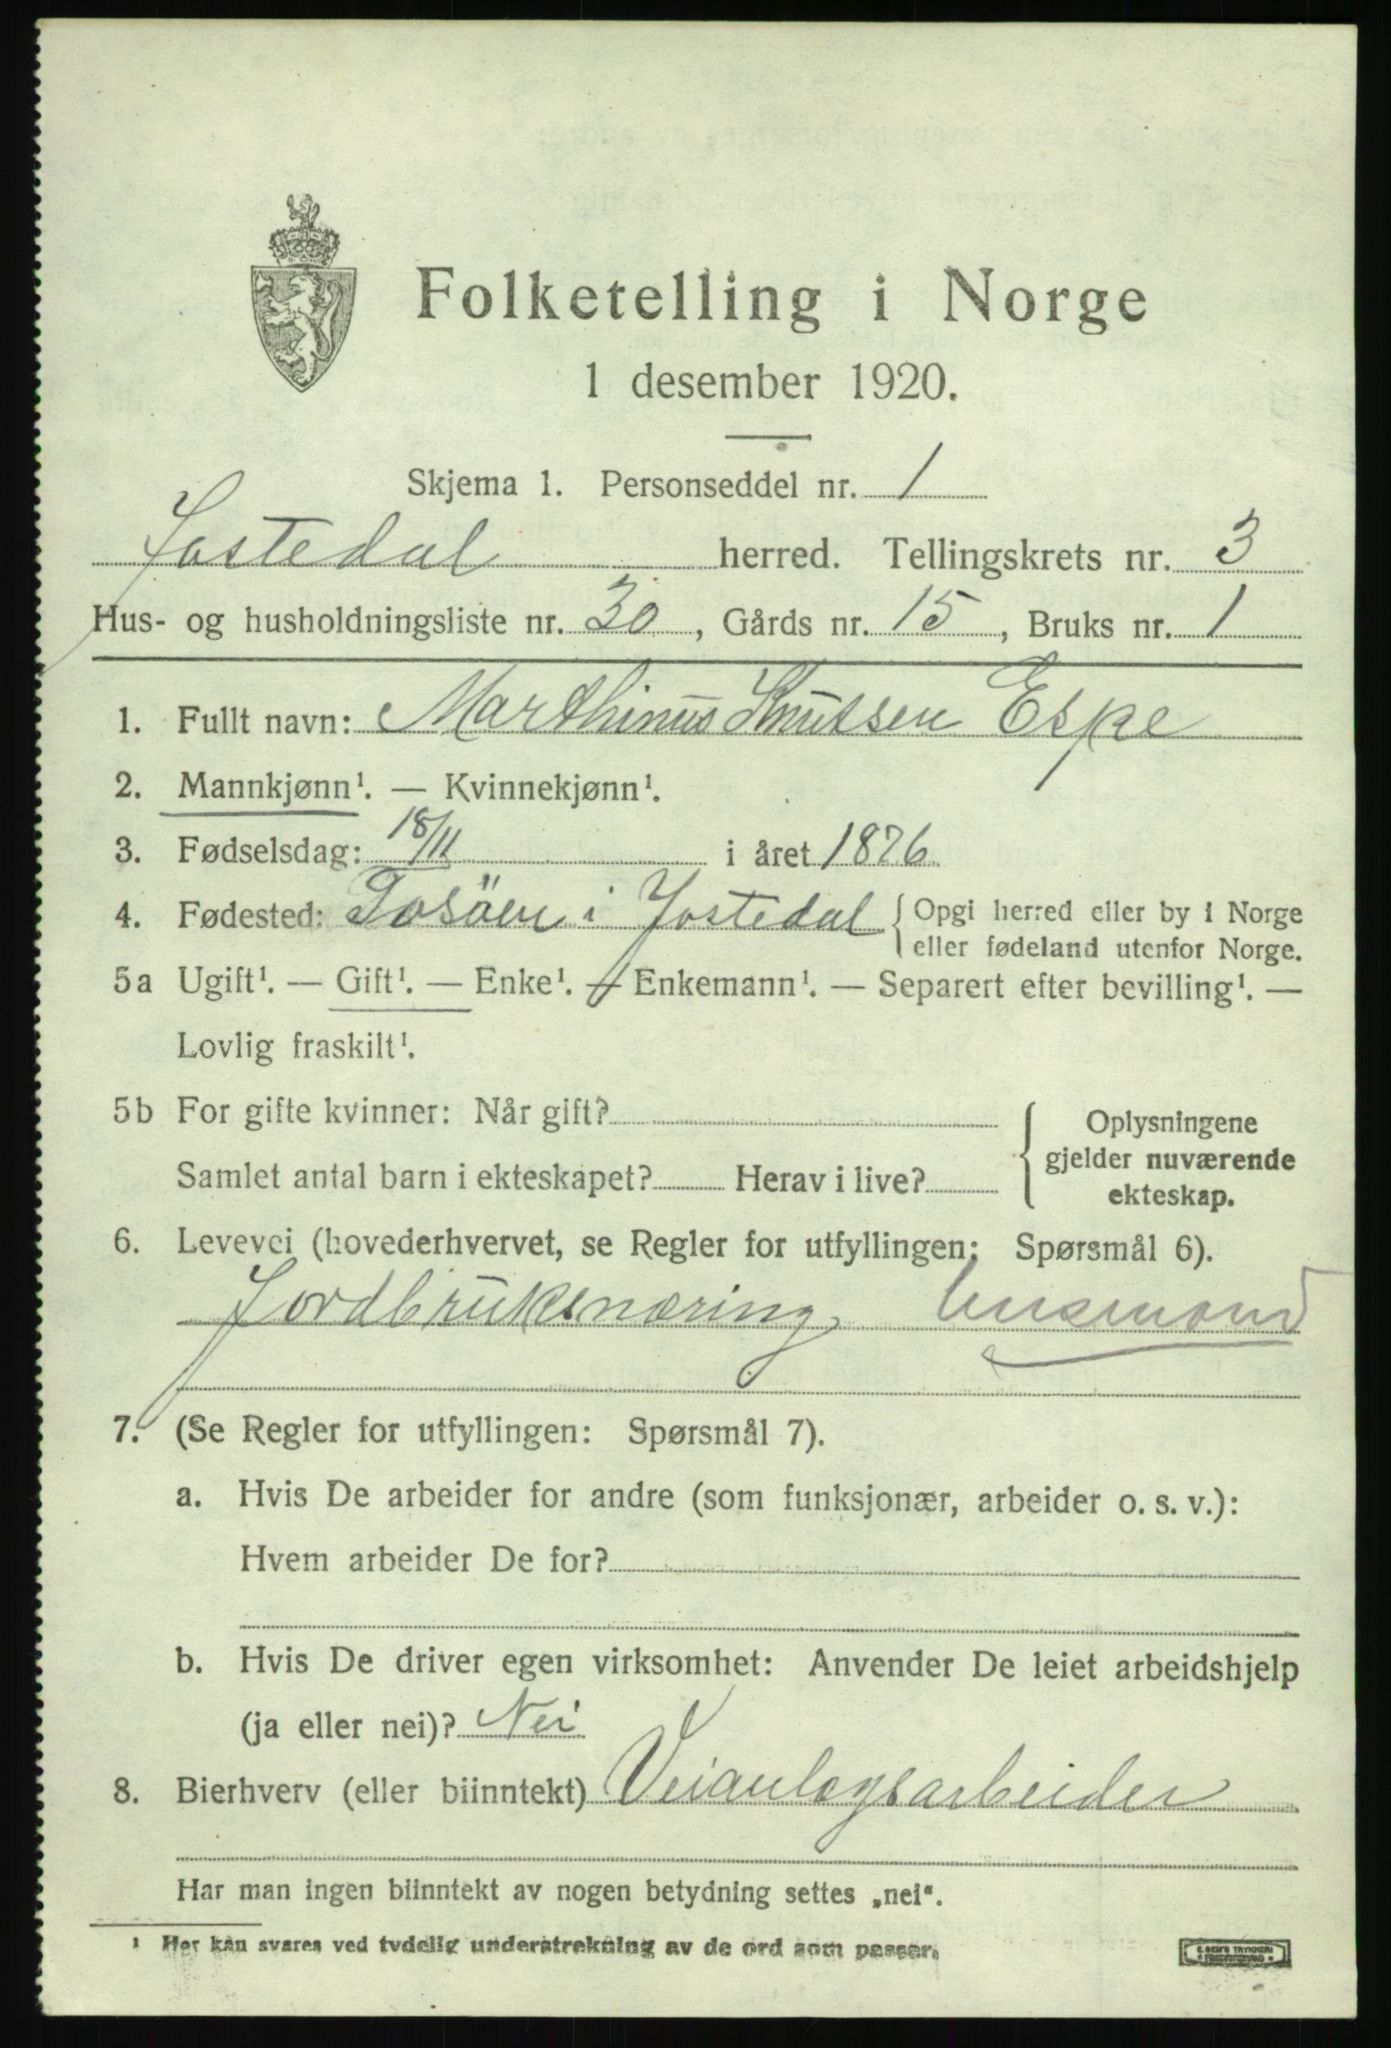 Folketelling i Norge
1 desember 1920.
Skjema 1. Personseddel nr. 1
Jostedal herred. Tellingskrets nr. 3
Hus- og husholdningsliste nr. 30, Gårds nr. 15, Bruks nr. 1
1. Fullt navn: Marthinus Knutsen Espe
2. Mannkjønn¹. — Kvinnekjønn¹.
3. Fødselsdag: 18/11 i året 1876
4. Fødested: i Jostedal {Opgi herred eller by i Norge
eller fødeland utenfor Norge.
5a Ugift¹. — Gift¹. — Enke¹. — Enkemann¹. — Separert efter bevilling¹. —
Lovlig fraskilt¹.
5b For gifte kvinner: Når gift?
Samlet antal barn i ekteskapet? Herav i live?
{Oplysningene
gjelder nuværende
ekteskap.
6. Levevei (hovederhvervet, se Regler for utfyllingen: Spørsmål 6).
Jordbruksnæring husmand
7. (Se Regler for utfyllingen: Spørsmål 7).
a. Hvis De arbeider for andre (som funksjonær, arbeider o. s. v.):
Hvem arbeider De for?
b. Hvis De driver egen virksomhet: Anvender De leiet arbeidshjelp
(ja eller nei)? Nei
8. Bierhverv (eller biinntekt) Veianlægsarbeider
Har man ingen biinntekt av nogen betydning settes „nei“.
¹ Her kan svares ved tydelig understrekning av de ord som passer.